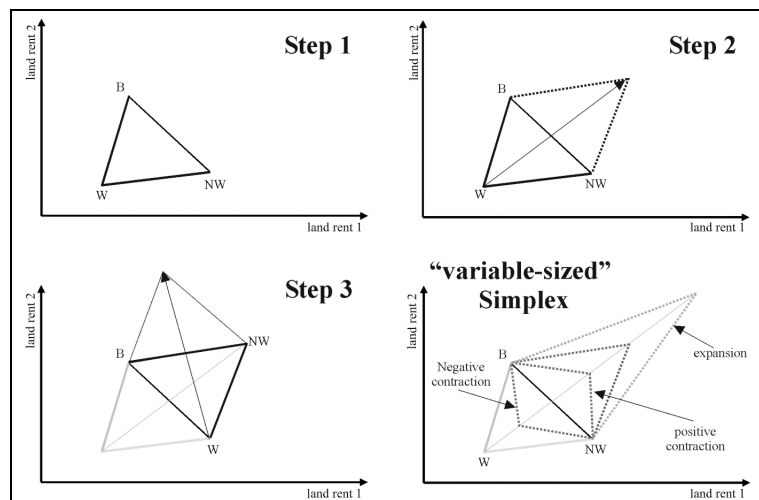 land rent 2
Step 1
B
W
NW
land rent 1
land rent 2
Step 2
B
W
NW
land rent 1
land rent 2
Step 3
B
NW
W
land rent 1
land rent 2
“variable-sized”
Simplex
B
Negative
contraction
expansion
positive
contraction
W
NW
land rent 1